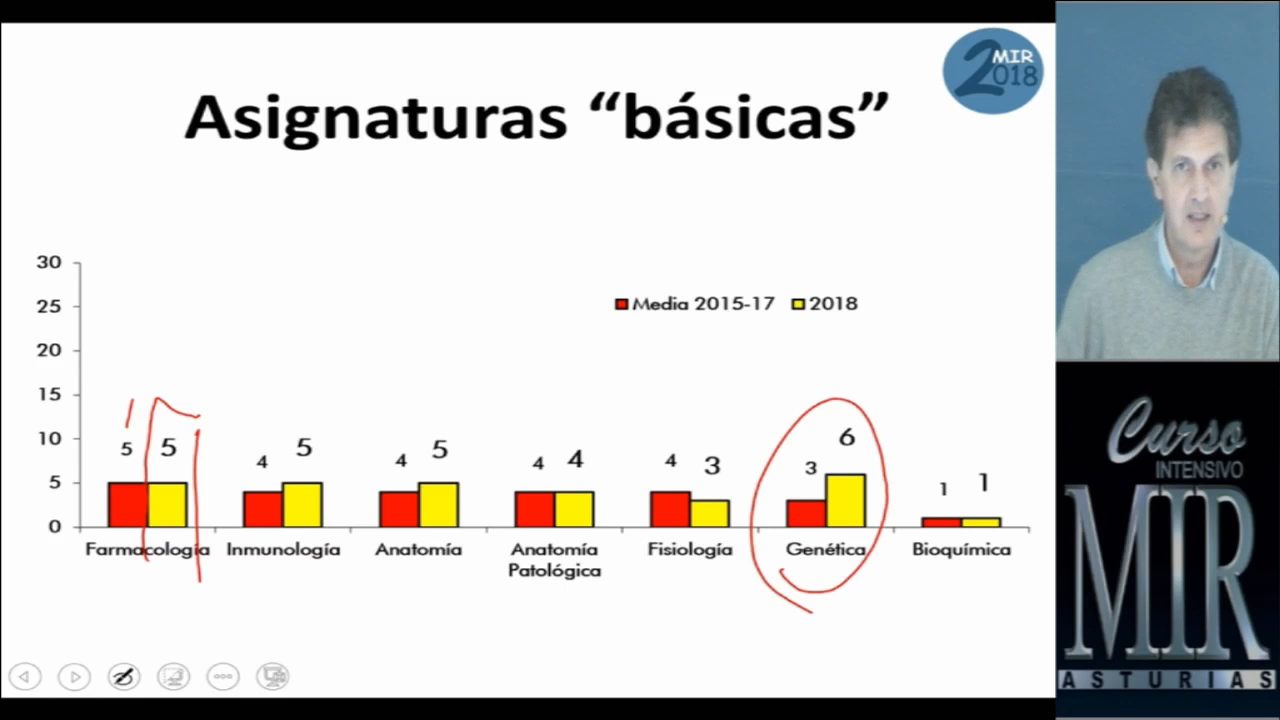 MIR
2018
Asignaturas “básicas”
30
25
20
15
10
5
0
Media 2015-17
2018
5 5
4 5
4 5
4 4
4 3
3 6
1 1
Farmacología
Inmunología
Anatomía
Anatomía
Patológica
Fisiología
Genética
Bioquímica
Curso
INTENSIVO
MIR
ASTURIAS